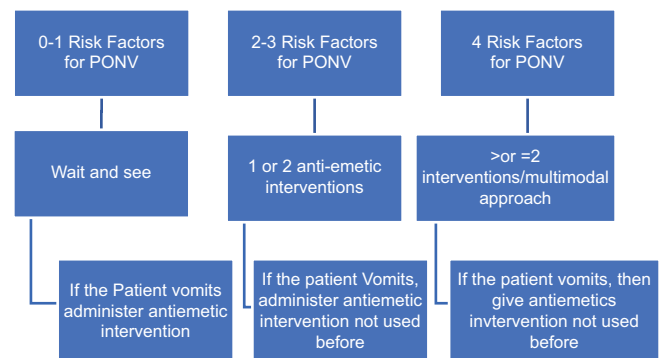 0-1 Risk Factors
for PONV
2-3 Risk Factors
for PONV
4 Risk Factors
for PONV
Wait and see
1 or 2 anti-emetic
interventions
>or =2
interventions/multimodal
approach
If the Patient vomits
administer antiemetic
intervention
If the patient Vomits,
administer antiemetic
intervention not used
before
If the patient vomits, then
give antiemetics
invtervention not used
before